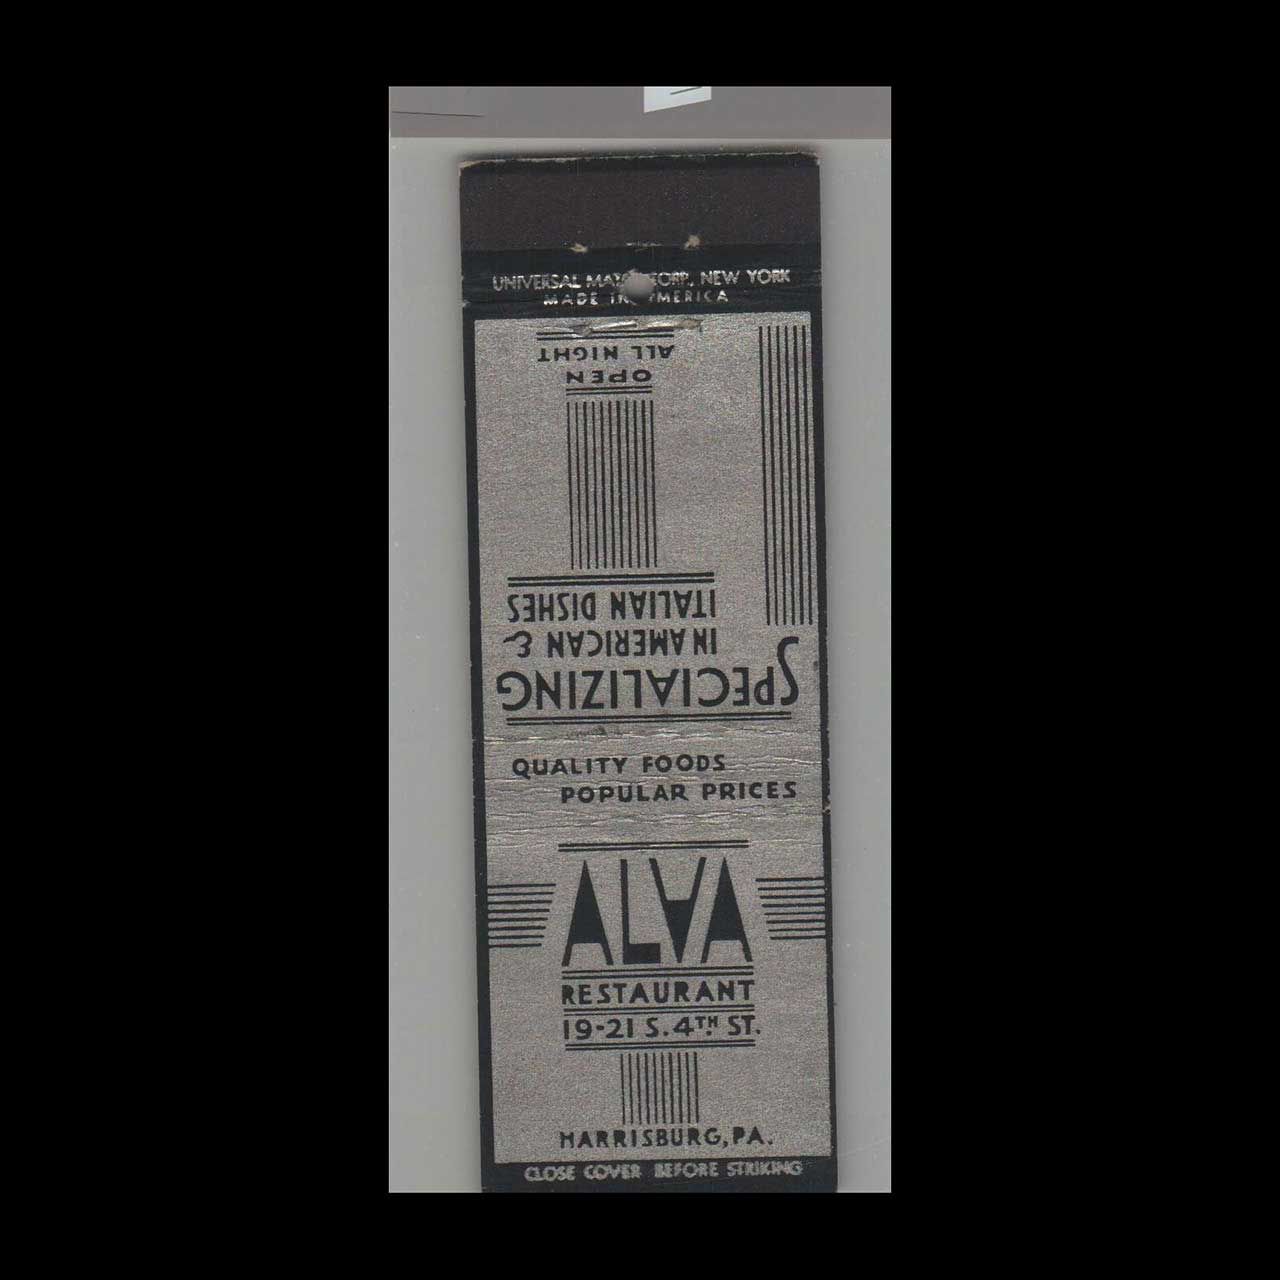 UNIVERSAL MATCH CORP. NEW YORK
MADE IN AMERICA
SPECIALIZING
IN AMERICAN &
ITALIAN DISHES
OPEN
ALL NIGHT
QUALITY FOODS
POPULAR PRICES
ALVA
RESTAURANT
19-21 S. 4TH ST.
HARRISBURG, PA.
CLOSE COVER BEFORE STRIKING